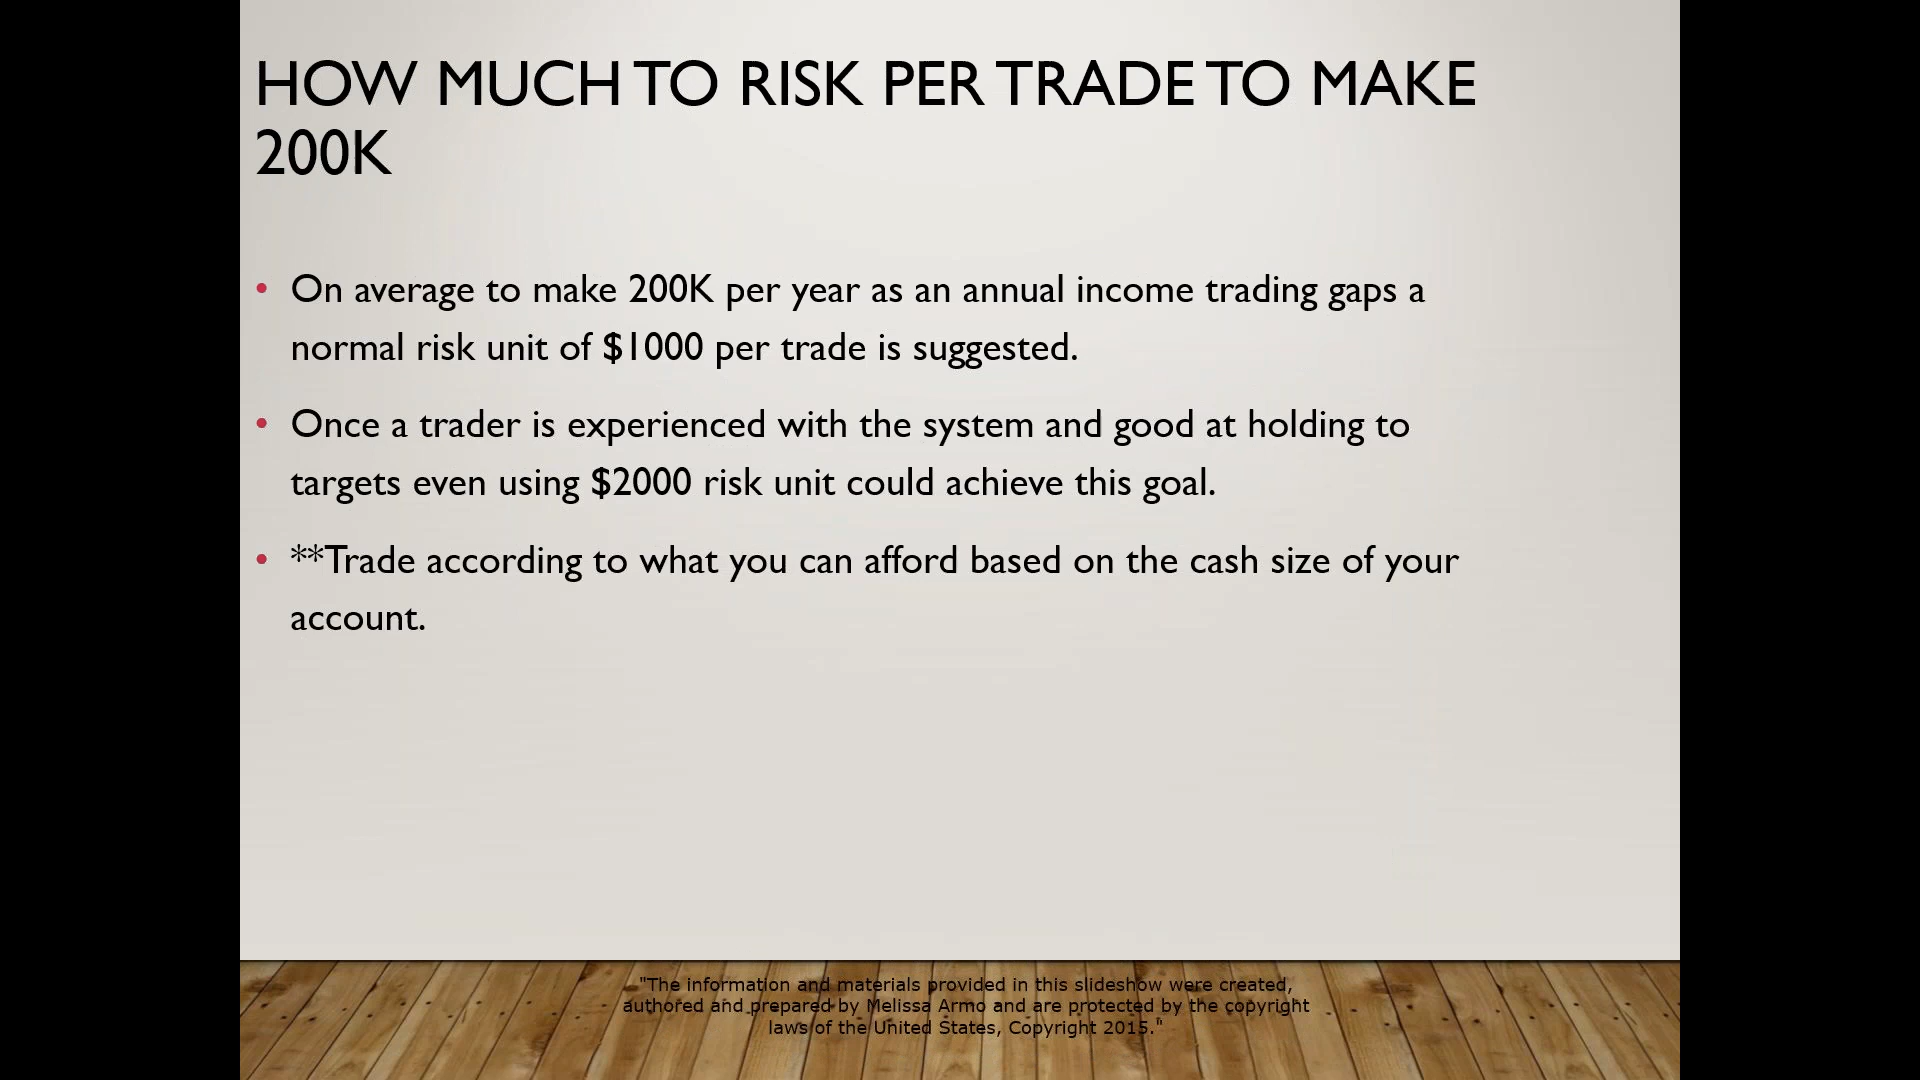 HOW MUCH TO RISK PER TRADE TO MAKE
200K
• On average to make 200K per year as an annual income trading gaps a
normal risk unit of $1000 per trade is suggested.
• Once a trader is experienced with the system and good at holding to
targets even using $2000 risk unit could achieve this goal.
• **Trade according to what you can afford based on the cash size of your
account.
"The information and materials provided in this slideshow were created,
authored and prepared by Melissa Armo and are protected by the copyright
laws of the United States, Copyright 2015."